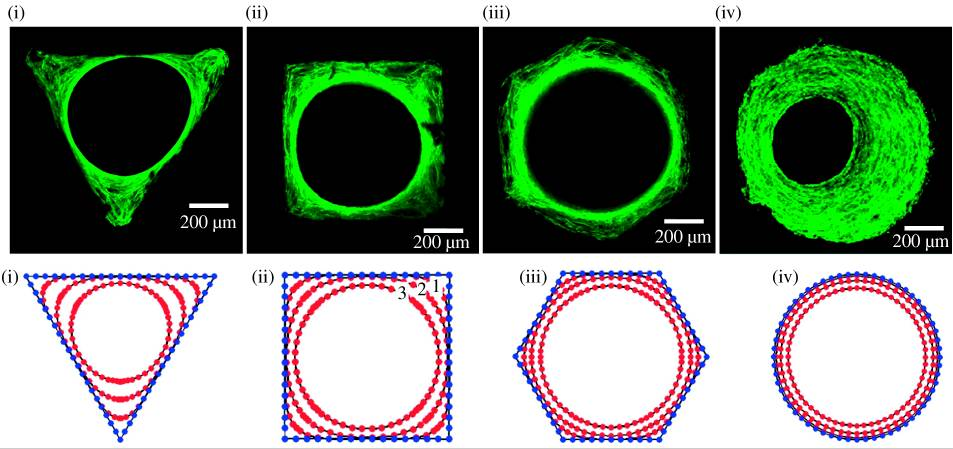 (i) (ii) (iii) (iv)
200 µm 200 µm 200 µm 200 µm
(i) (ii) (iii) (iv)
3 2 1